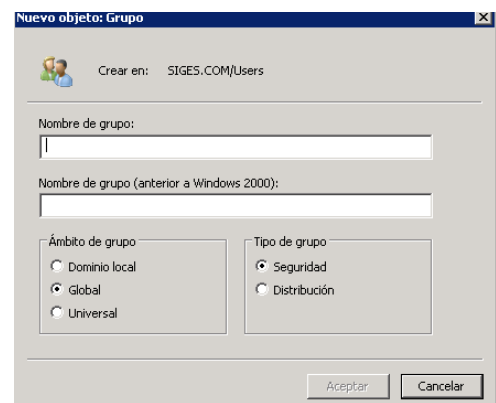 Nuevo objeto: Grupo
Crear en: SIGES.COM/Users
Nombre de grupo:
Nombre de grupo (anterior a Windows 2000):
Ámbito de grupo
Dominio local
Global
Universal
Tipo de grupo
Seguridad
Distribución
Aceptar
Cancelar